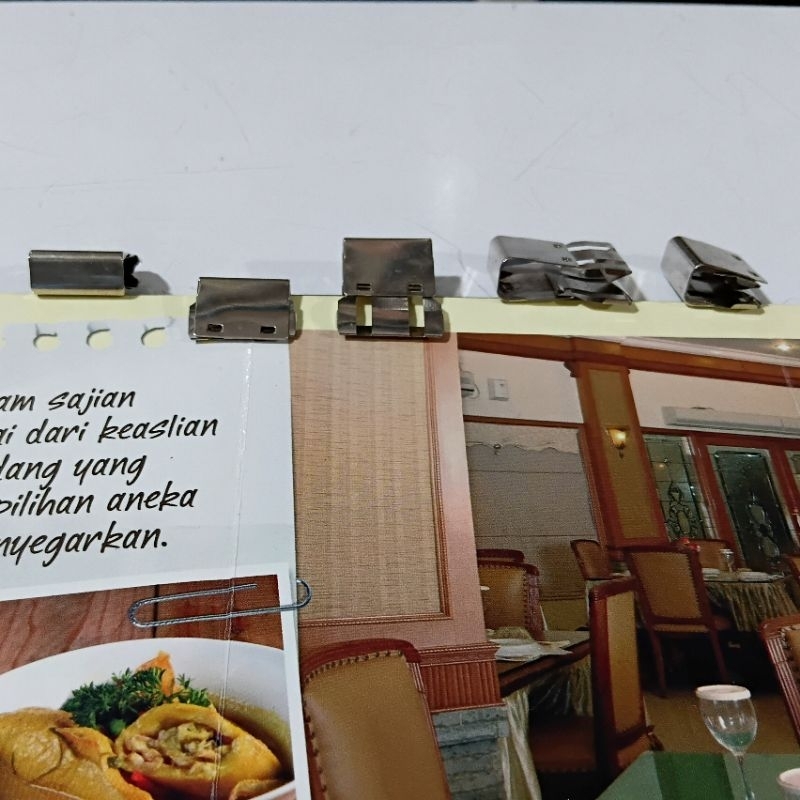 am sajian
ai dari keaslian
dang yang
pilihan aneka
nyegarkan.